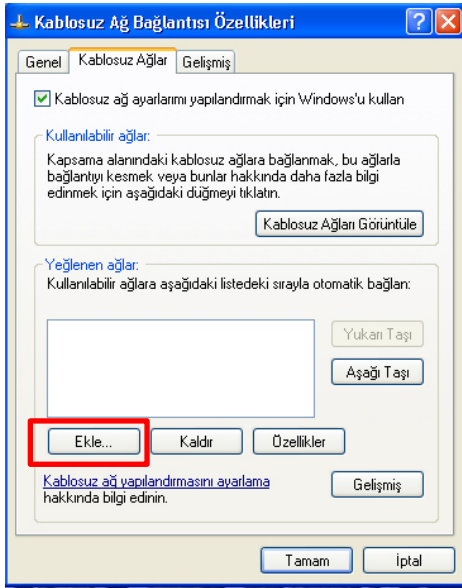 Kablosuz Ağ Bağlantısı Özellikleri
Genel Kablosuz Ağlar Gelişmiş
Kablosuz ağ ayarlarımı yapılandırmak için Windows'u kullan
Kullanılabilir ağlar:
Kapsama alanındaki kablosuz ağlara bağlanmak, bu ağlarla
bağlantıyı kesmek veya bunlar hakkında daha fazla bilgi
edinmek için aşağıdaki düğmeyi tıklatın.
Kablosuz Ağları Görüntüle
Yeğlenen ağlar:
Kullanılabilir ağlara aşağıdaki listedeki sırayla otomatik bağlan:
Yukarı Taşı
Aşağı Taşı
Ekle... Kaldır Özellikler
Kablosuz ağ yapılandırmasını ayarlama
hakkında bilgi edinin.
Gelişmiş
Tamam İptal